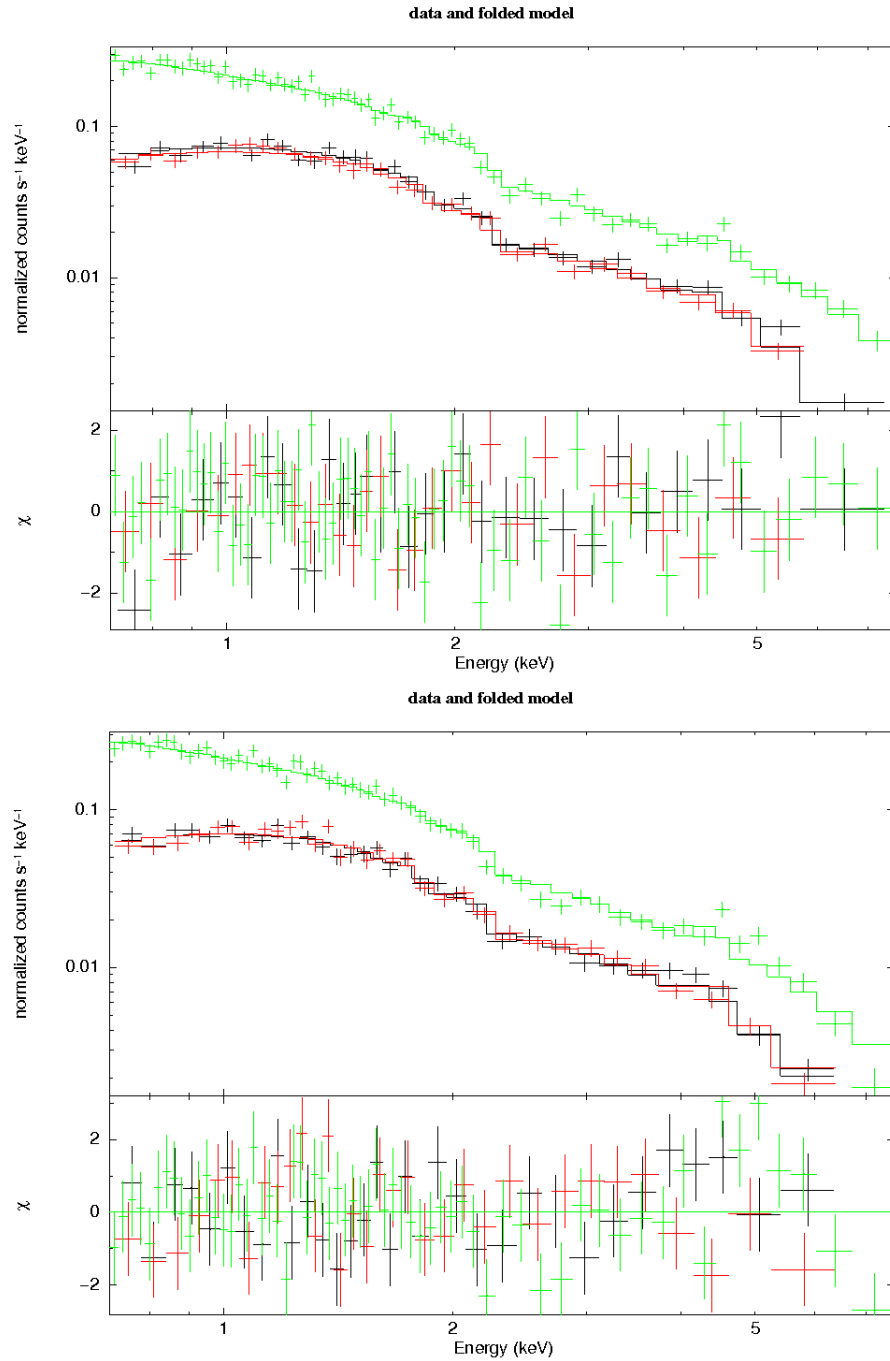 data and folded model
normalized counts s⁻¹ keV⁻¹
0.1
0.01
χ
2
0
−2
1
2
5
Energy (keV)
data and folded model
normalized counts s⁻¹ keV⁻¹
0.1
0.01
χ
2
0
−2
1
2
5
Energy (keV)